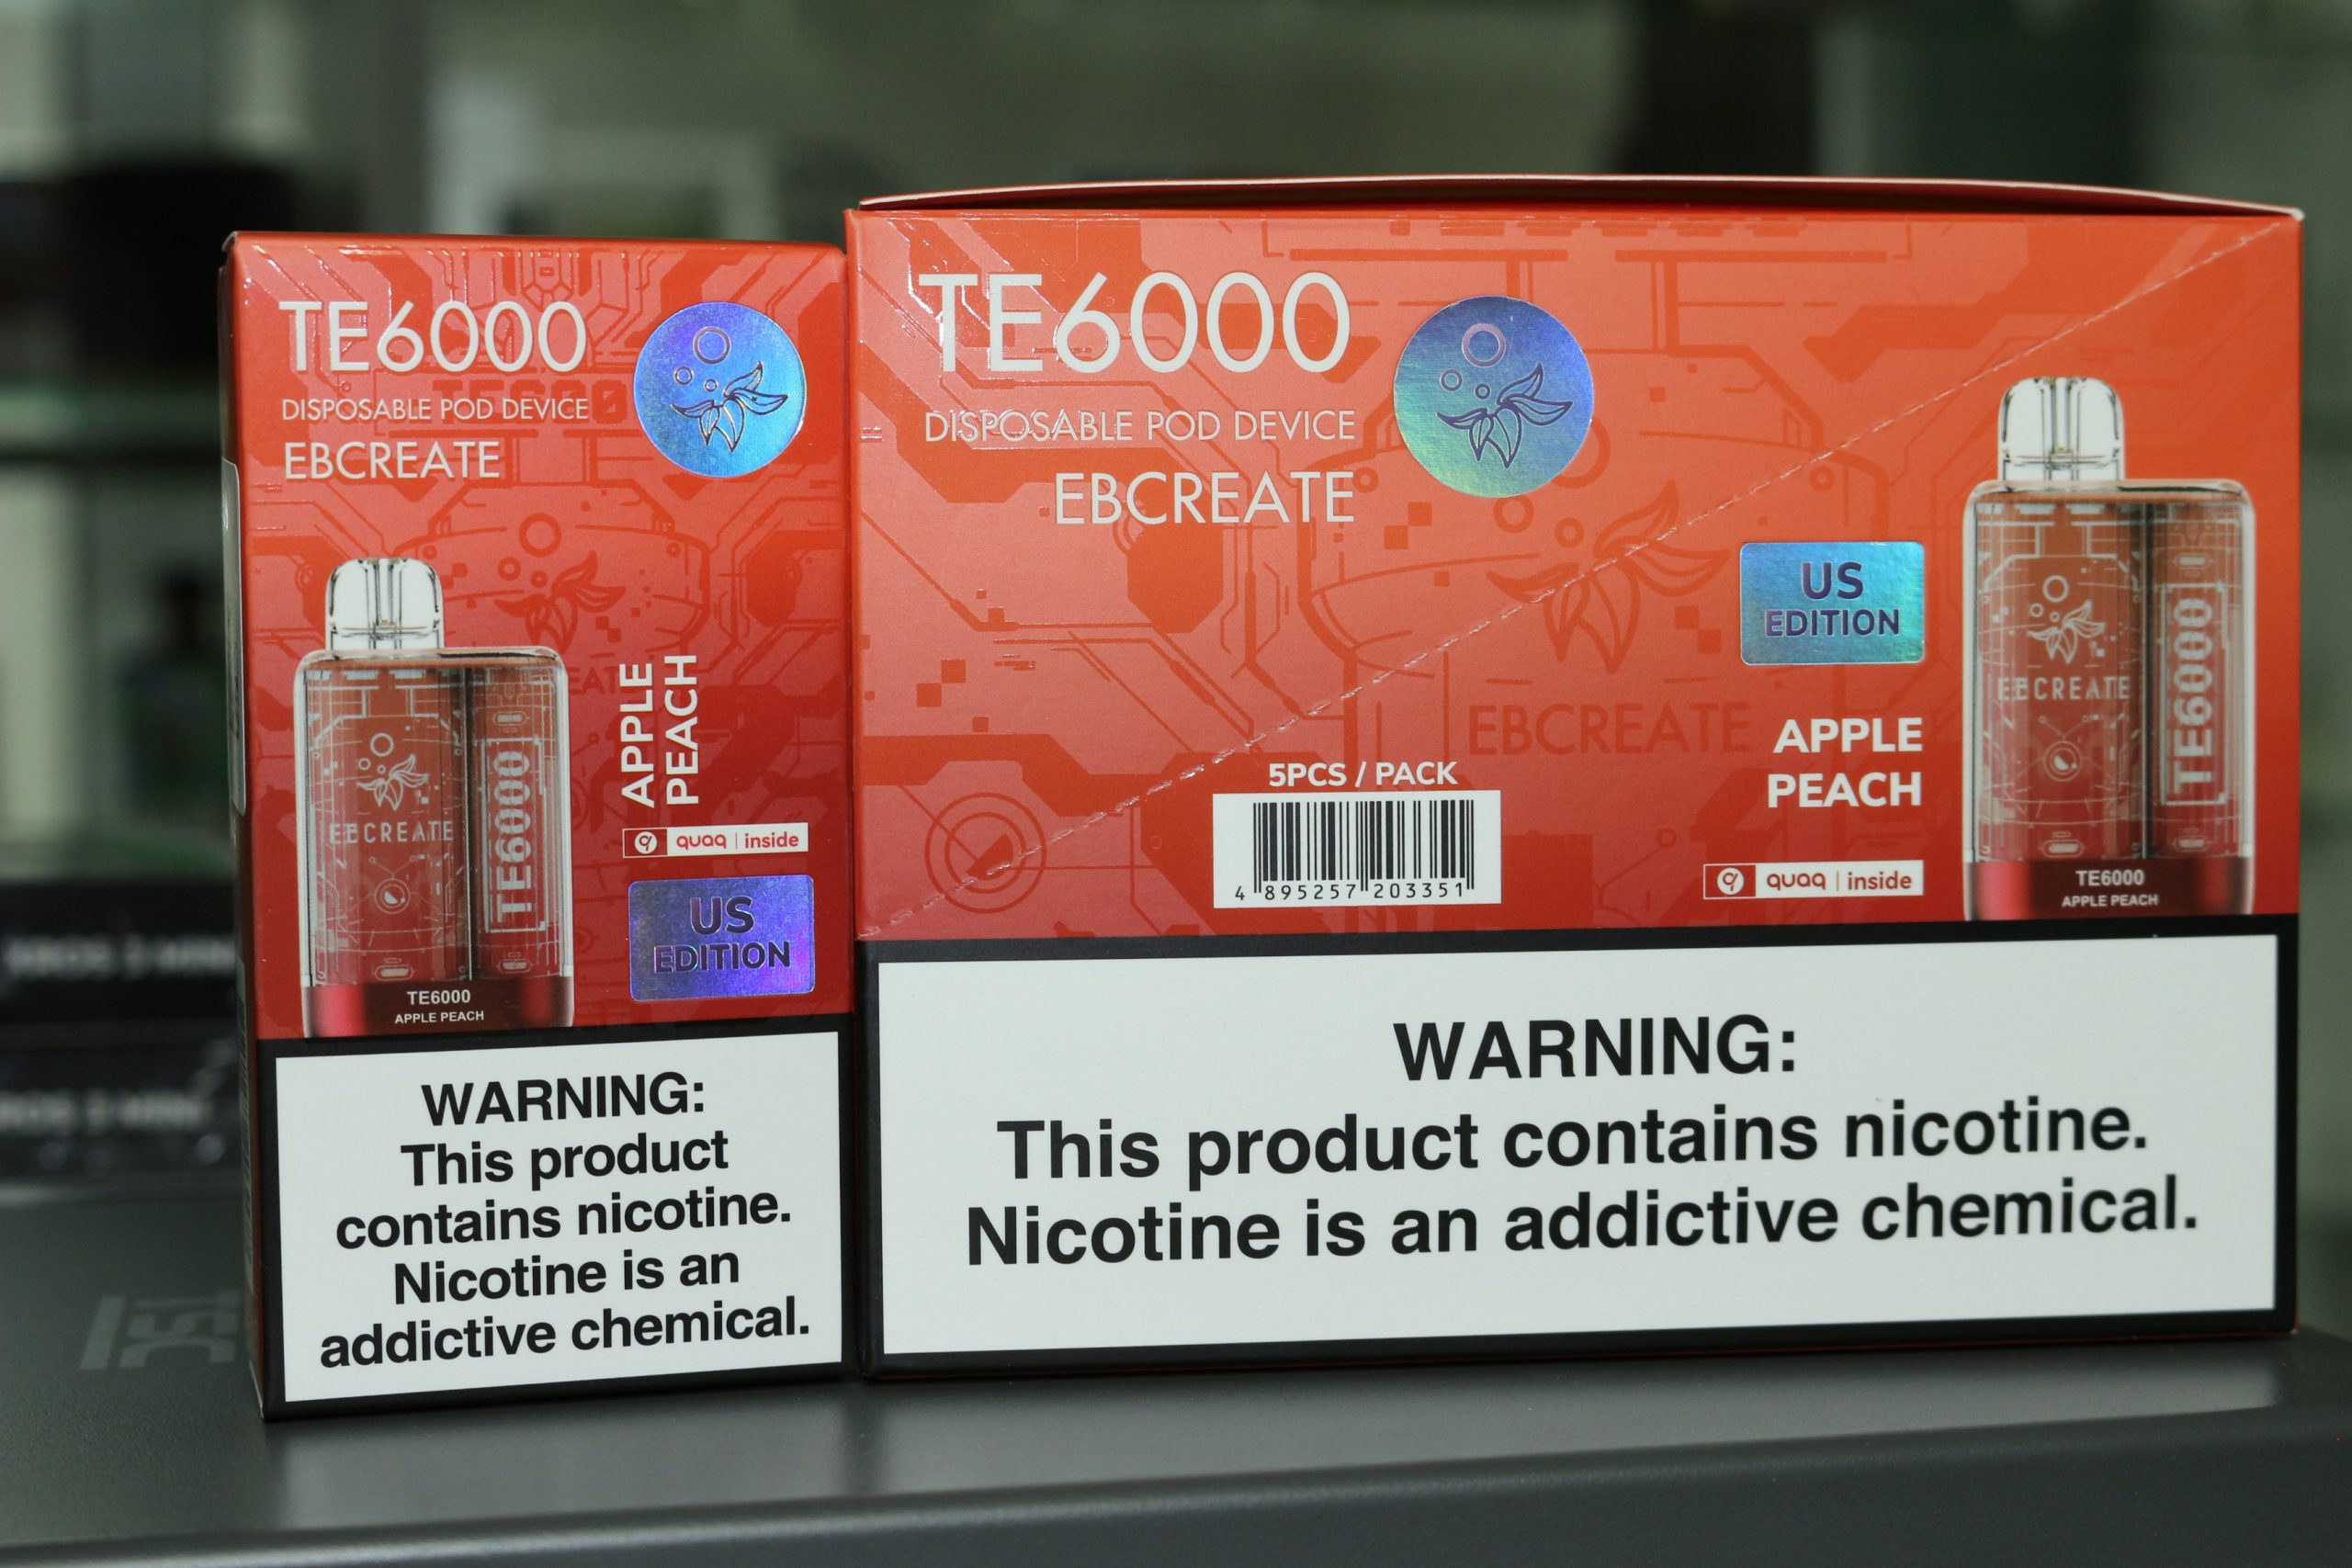 TE6000
DISPOSABLE POD DEVICE
EBCREATE
APPLE
PEACH
quaq | inside
US
EDITION
EBCREATE
TE6000
TE6000
APPLE PEACH
WARNING:
This product
contains nicotine.
Nicotine is an
addictive chemical.
TE6000
DISPOSABLE POD DEVICE
EBCREATE
US
EDITION
EBCREATE
APPLE
PEACH
5PCS / PACK
4 895257 203351
quaq | inside
EBCREATE
TE6000
TE6000
APPLE PEACH
WARNING:
This product contains nicotine.
Nicotine is an addictive chemical.